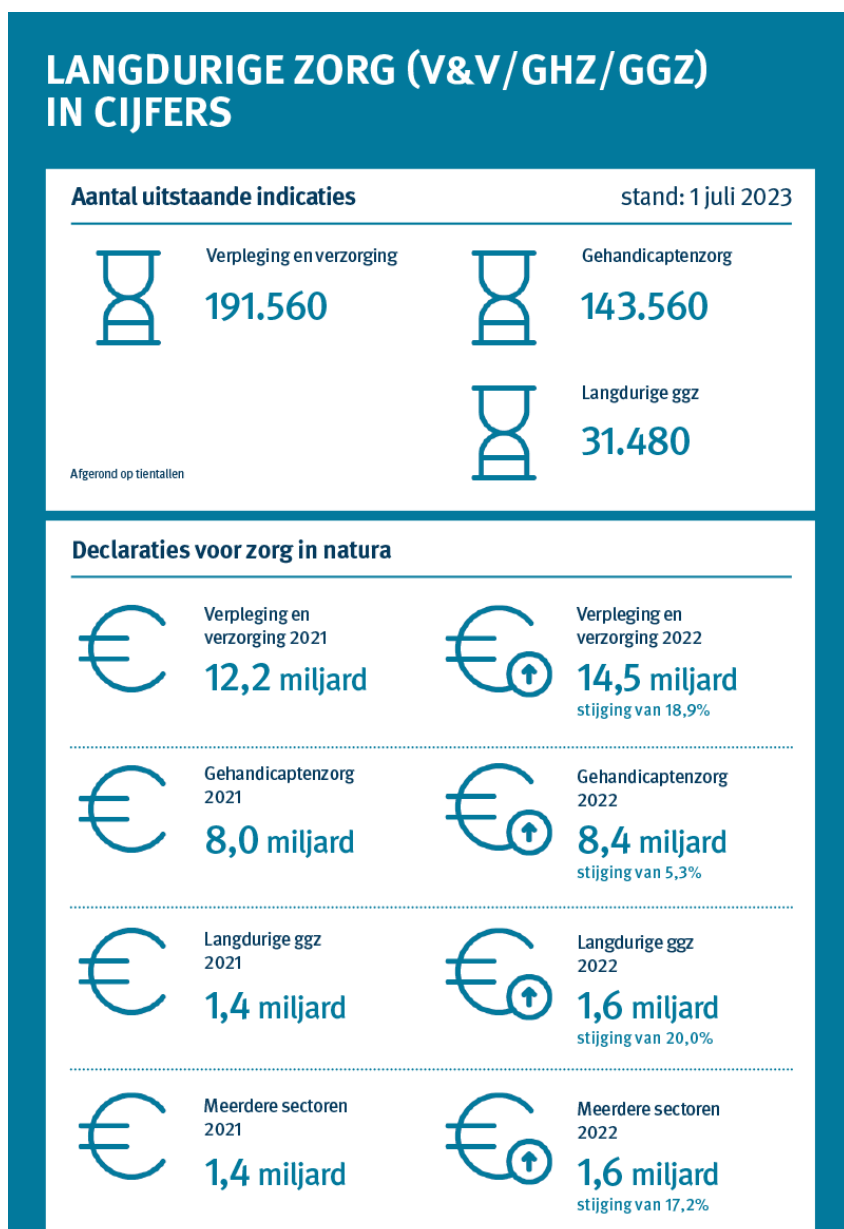 LANGDURIGE ZORG (V&V/GHZ/GGZ)
IN CIJFERS
Aantal uitstaande indicaties
stand: 1 juli 2023
Verpleging en verzorging
191.560
Gehandicaptenzorg
143.560
Langdurige ggz
31.480
Afgerond op tientallen
Declaraties voor zorg in natura
Verpleging en
verzorging 2021
12,2 miljard
Verpleging en
verzorging 2022
14,5 miljard
stijging van 18,9%
Gehandicaptenzorg
2021
8,0 miljard
Gehandicaptenzorg
2022
8,4 miljard
stijging van 5,3%
Langdurige ggz
2021
1,4 miljard
Langdurige ggz
2022
1,6 miljard
stijging van 20,0%
Meerdere sectoren
2021
1,4 miljard
Meerdere sectoren
2022
1,6 miljard
stijging van 17,2%